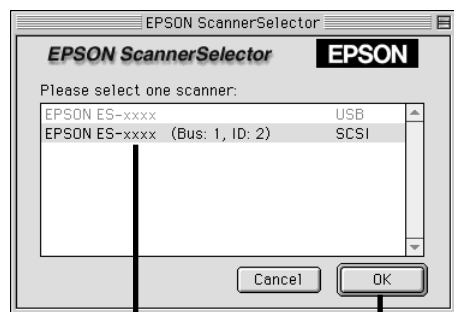 EPSON ScannerSelector
EPSON ScannerSelector EPSON
Please select one scanner:
EPSON ES-xxxx USB
EPSON ES-xxxx (Bus: 1, ID: 2) SCSI
Cancel OK